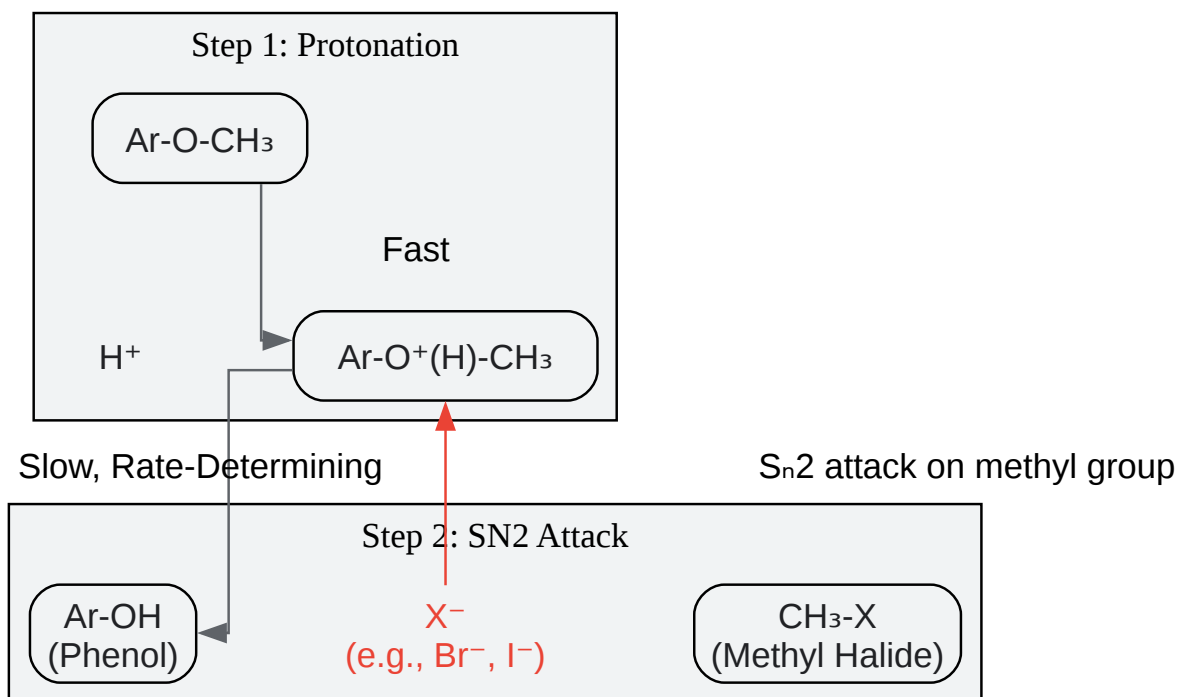 Step 1: Protonation
Ar-O-CH₃
Fast
H⁺
Ar-O⁺(H)-CH₃
Slow, Rate-Determining
Sₙ2 attack on methyl group
Step 2: SN2 Attack
Ar-OH
(Phenol)
X⁻
(e.g., Br⁻, I⁻)
CH₃-X
(Methyl Halide)